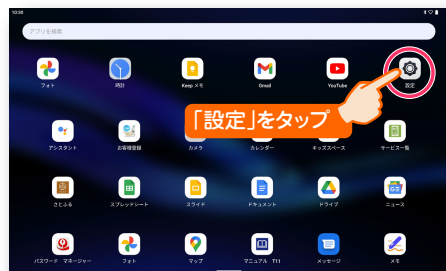 10:30
アプリを検索
フォト
時計
Keep メモ
Gmail
YouTube
設定
「設定」をタップ
アシスタント
お客様登録
カメラ
カレンダー
キッズスペース
サービス一覧
さとふる
スプレッドシート
スライド
ドキュメント
ドライブ
ニュース
パスワード マネージャー
フォト
マップ
マニュアル T11
メッセージ
メモ